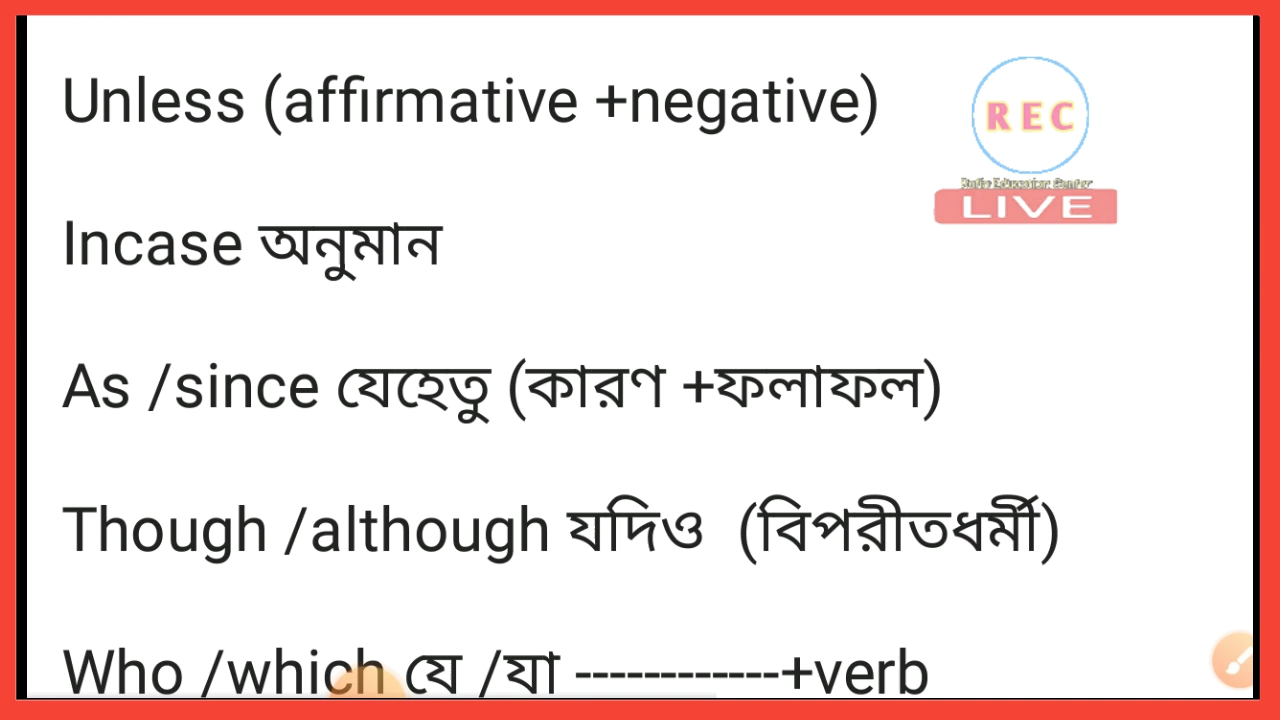 Unless (affirmative +negative)
R E C
LIVE
Incase অনুমান
As /since যেহেতু (কারণ +ফলাফল)
Though /although যদিও (বিপরীতধর্মী)
Who /which যে /যা ------------+verb